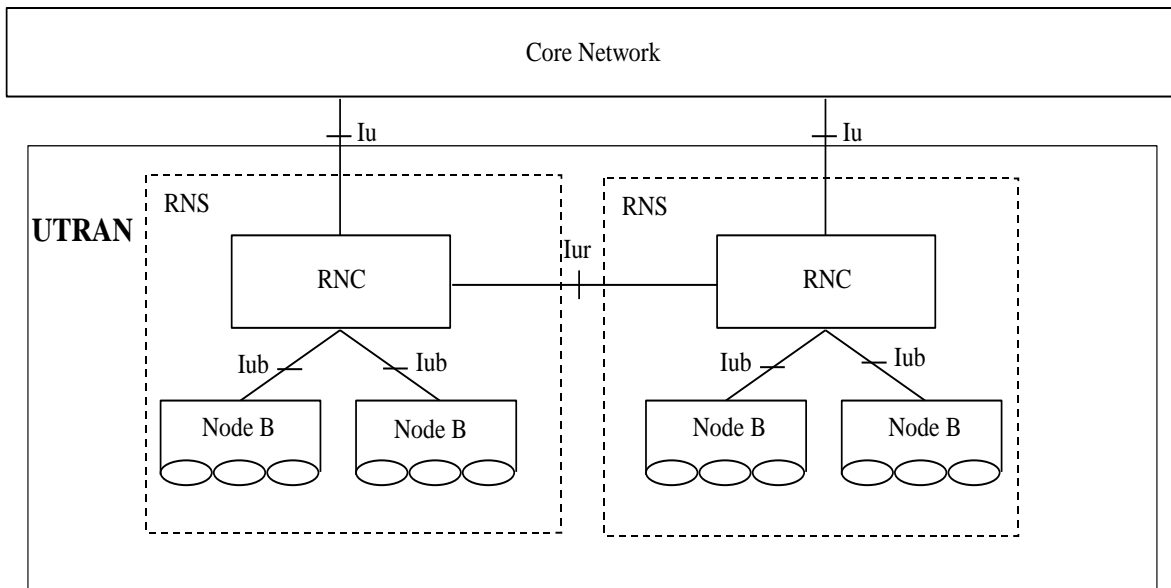 Core Network
Iu
Iu
RNS
RNS
UTRAN
Iur
RNC
RNC
Iub
Iub
Iub
Iub
Node B
Node B
Node B
Node B